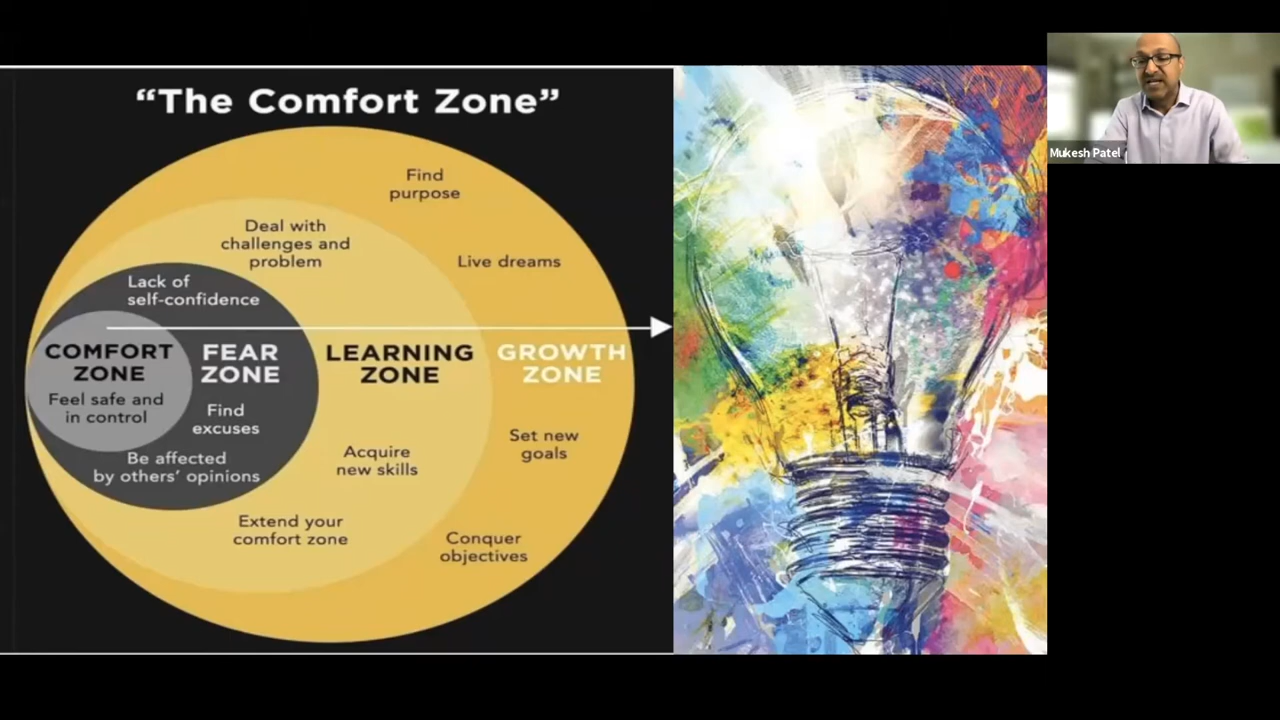 “The Comfort Zone”
Find
purpose
Deal with
challenges and
problem
Live dreams
Lack of
self-confidence
COMFORT
ZONE
Feel safe and
in control
FEAR
ZONE
Find
excuses
Be affected
by others’ opinions
LEARNING
ZONE
Acquire
new skills
Extend your
comfort zone
GROWTH
ZONE
Set new
goals
Conquer
objectives
Mukesh Patel